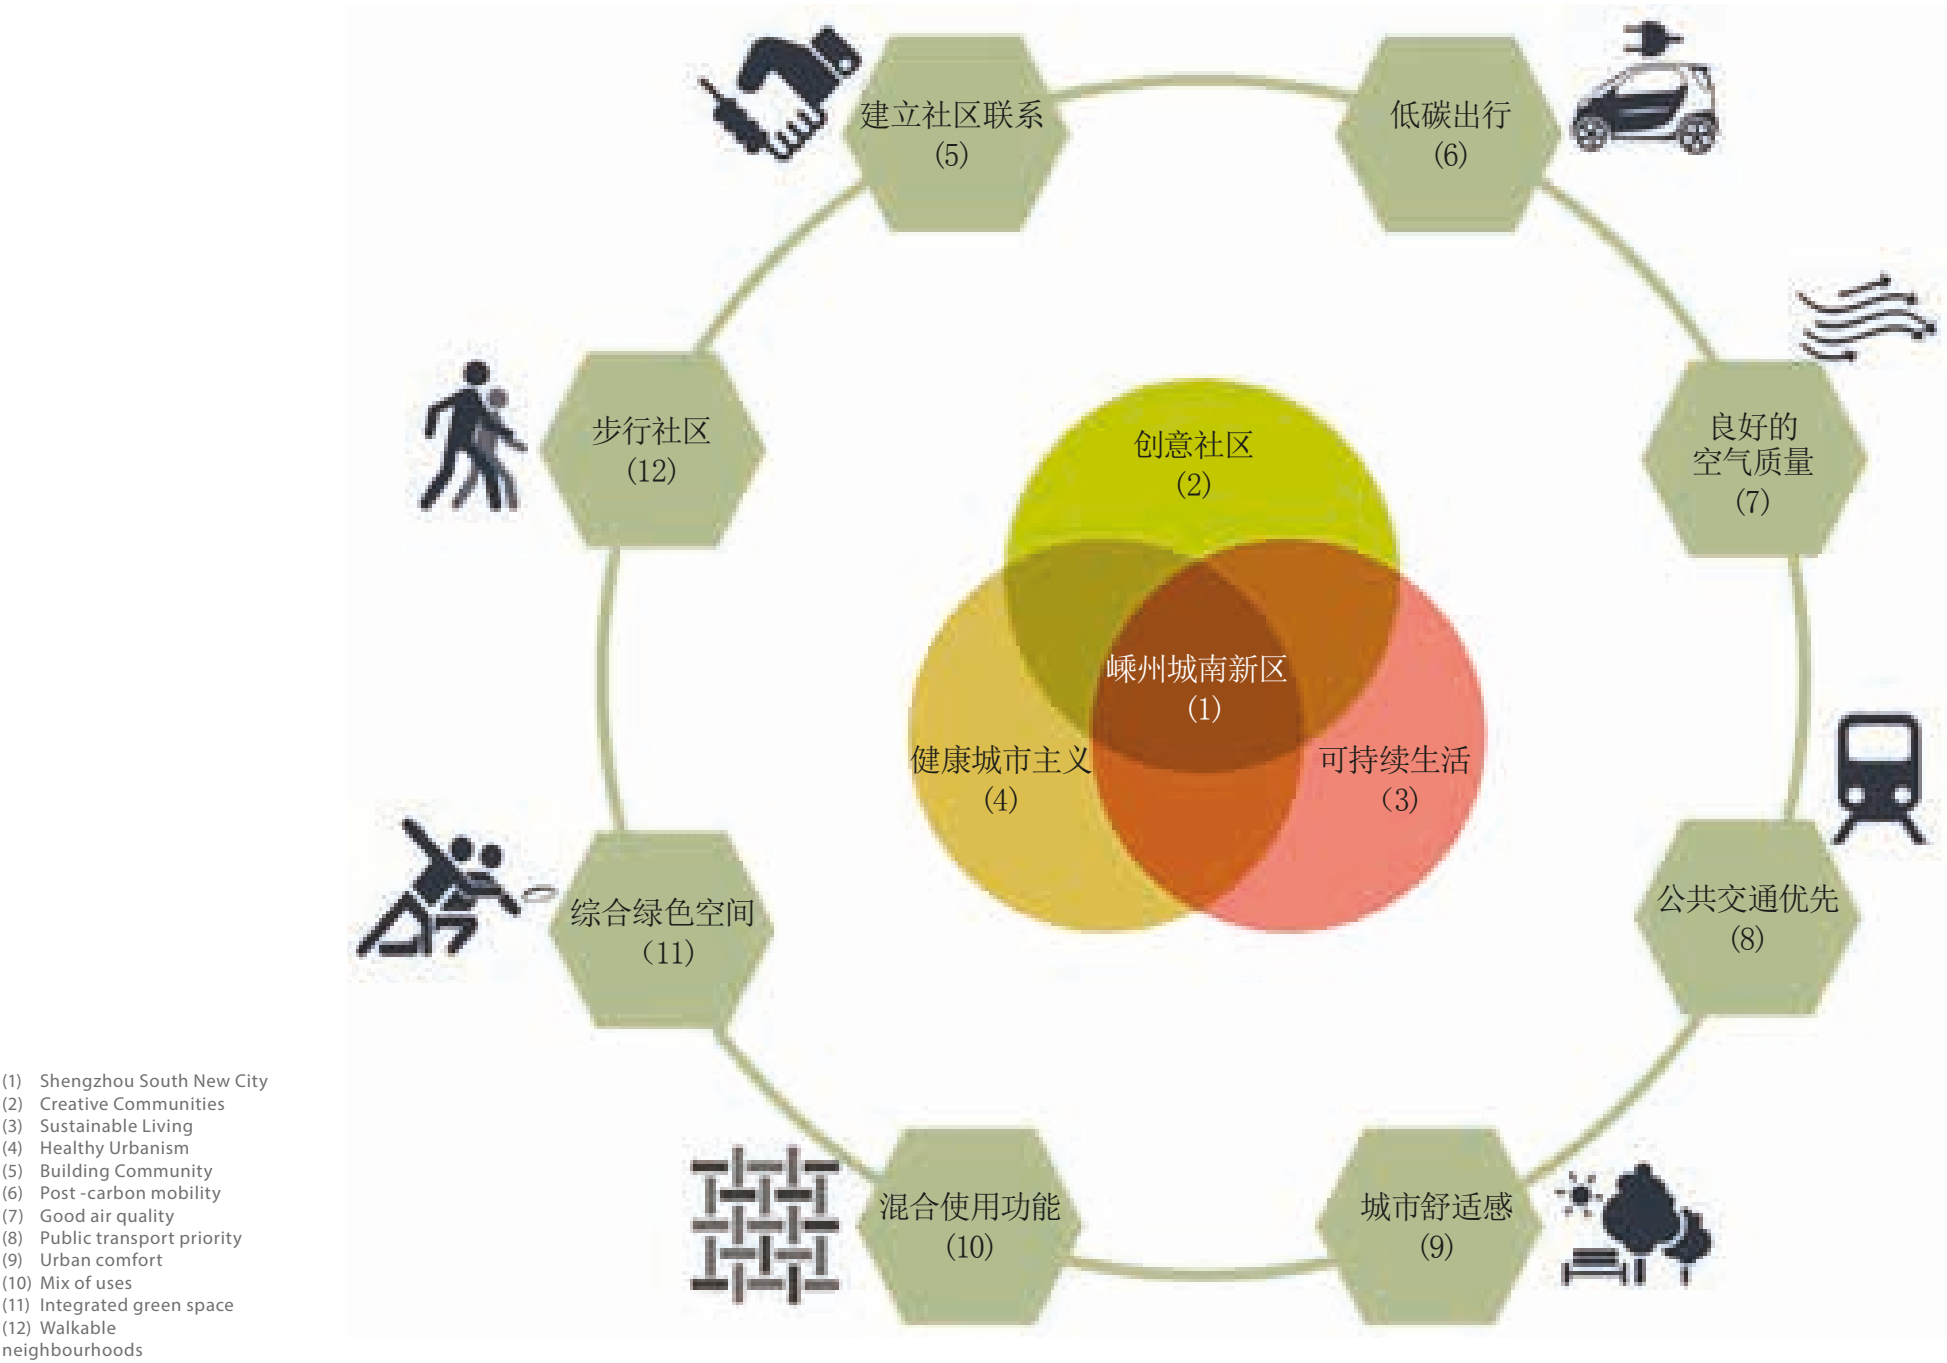 建立社区联系
(5)
低碳出行
(6)
步行社区
(12)
良好的
空气质量
(7)
创意社区
(2)
嵊州城南新区
(1)
健康城市主义
(4)
可持续生活
(3)
综合绿色空间
(11)
公共交通优先
(8)
混合使用功能
(10)
城市舒适感
(9)
(1) Shengzhou South New City
(2) Creative Communities
(3) Sustainable Living
(4) Healthy Urbanism
(5) Building Community
(6) Post -carbon mobility
(7) Good air quality
(8) Public transport priority
(9) Urban comfort
(10) Mix of uses
(11) Integrated green space
(12) Walkable
neighbourhoods